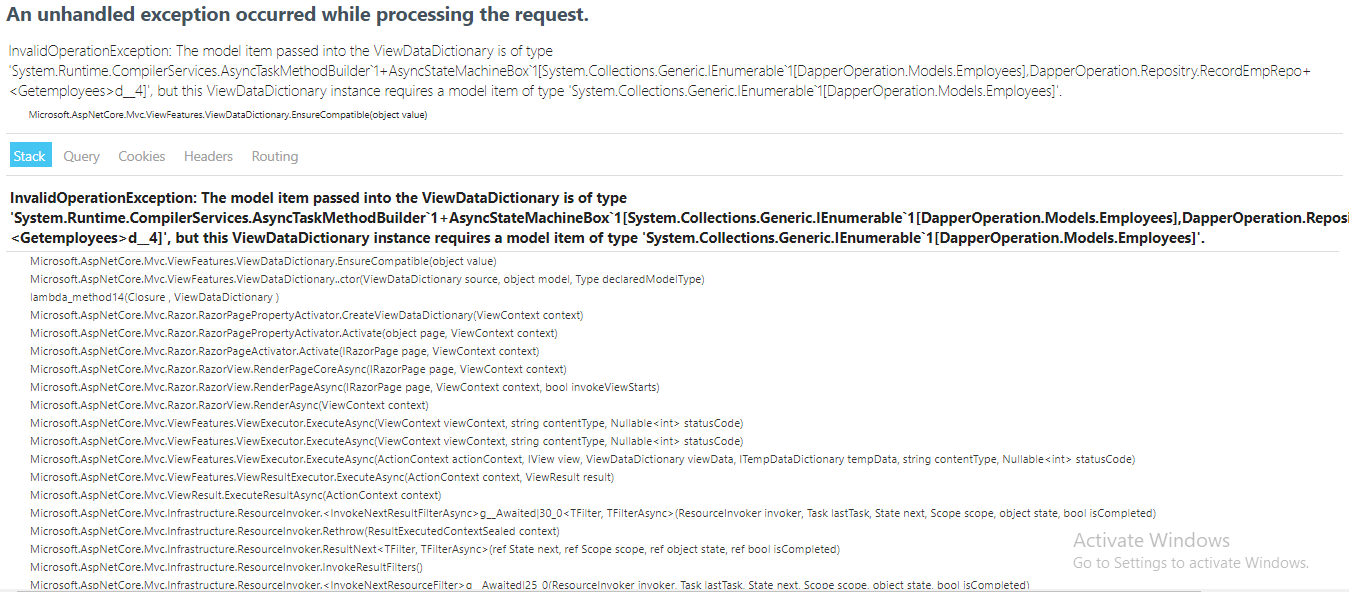 An unhandled exception occurred while processing the request.
InvalidOperationException: The model item passed into the ViewDataDictionary is of type
'System.Runtime.CompilerServices.AsyncTaskMethodBuilder`1+AsyncStateMachineBox`1[System.Collections.Generic.IEnumerable`1[DapperOperation.Models.Employees],DapperOperation.Repositry.RecordEmpRepo+
<Getemployees>d__4]', but this ViewDataDictionary instance requires a model item of type 'System.Collections.Generic.IEnumerable`1[DapperOperation.Models.Employees]'.
Microsoft.AspNetCore.Mvc.ViewFeatures.ViewDataDictionary.EnsureCompatible(object value)
Stack Query Cookies Headers Routing
InvalidOperationException: The model item passed into the ViewDataDictionary is of type
'System.Runtime.CompilerServices.AsyncTaskMethodBuilder`1+AsyncStateMachineBox`1[System.Collections.Generic.IEnumerable`1[DapperOperation.Models.Employees],DapperOperation.Reposi
<Getemployees>d__4]', but this ViewDataDictionary instance requires a model item of type 'System.Collections.Generic.IEnumerable`1[DapperOperation.Models.Employees]'.
Microsoft.AspNetCore.Mvc.ViewFeatures.ViewDataDictionary.EnsureCompatible(object value)
Microsoft.AspNetCore.Mvc.ViewFeatures.ViewDataDictionary..ctor(ViewDataDictionary source, object model, Type declaredModelType)
lambda_method14(Closure , ViewDataDictionary )
Microsoft.AspNetCore.Mvc.Razor.RazorPagePropertyActivator.CreateViewDataDictionary(ViewContext context)
Microsoft.AspNetCore.Mvc.Razor.RazorPagePropertyActivator.Activate(object page, ViewContext context)
Microsoft.AspNetCore.Mvc.Razor.RazorPageActivator.Activate(IRazorPage page, ViewContext context)
Microsoft.AspNetCore.Mvc.Razor.RazorView.RenderPageCoreAsync(IRazorPage page, ViewContext context)
Microsoft.AspNetCore.Mvc.Razor.RazorView.RenderPageAsync(IRazorPage page, ViewContext context, bool invokeViewStarts)
Microsoft.AspNetCore.Mvc.Razor.RazorView.RenderAsync(ViewContext context)
Microsoft.AspNetCore.Mvc.ViewFeatures.ViewExecutor.ExecuteAsync(ViewContext viewContext, string contentType, Nullable<int> statusCode)
Microsoft.AspNetCore.Mvc.ViewFeatures.ViewExecutor.ExecuteAsync(ViewContext viewContext, string contentType, Nullable<int> statusCode)
Microsoft.AspNetCore.Mvc.ViewFeatures.ViewExecutor.ExecuteAsync(ActionContext actionContext, IView view, ViewDataDictionary viewData, ITempDataDictionary tempData, string contentType, Nullable<int> statusCode)
Microsoft.AspNetCore.Mvc.ViewFeatures.ViewResultExecutor.ExecuteAsync(ActionContext context, ViewResult result)
Microsoft.AspNetCore.Mvc.ViewResult.ExecuteResultAsync(ActionContext context)
Microsoft.AspNetCore.Mvc.Infrastructure.ResourceInvoker.<InvokeNextResultFilterAsync>g__Awaited|30_0<TFilter, TFilterAsync>(ResourceInvoker invoker, Task lastTask, State next, Scope scope, object state, bool isCompleted)
Microsoft.AspNetCore.Mvc.Infrastructure.ResourceInvoker.Rethrow(ResultExecutedContextSealed context)
Microsoft.AspNetCore.Mvc.Infrastructure.ResourceInvoker.ResultNext<TFilter, TFilterAsync>(ref State next, ref Scope scope, ref object state, ref bool isCompleted)
Microsoft.AspNetCore.Mvc.Infrastructure.ResourceInvoker.InvokeResultFilters()
Microsoft.AspNetCore.Mvc.Infrastructure.ResourceInvoker.<InvokeNextResourceFilter>g__Awaited|25_0(ResourceInvoker invoker, Task lastTask, State next, Scope scope, object state, bool isCompleted)
Activate Windows
Go to Settings to activate Windows.